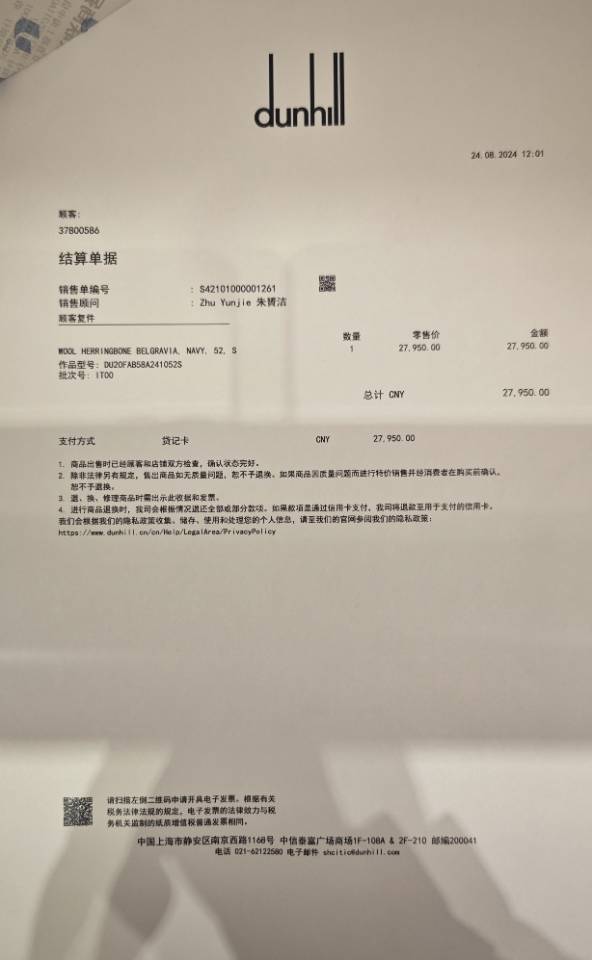 dunhill
24.08.2024 12:01
顾客:
37800586
结算单据
销售单编号 : S42101000001261
销售顾问 : Zhu Yunjie 朱赟洁
顾客复件
数量 零售价 金额
WOOL HERRINGBONE BELGRAVIA, NAVY, 52, S 1 27,950.00 27,950.00
作品型号: DU20FAB58A241052S
批次号: IT00
总计 CNY 27,950.00
支付方式 贷记卡 CNY 27,950.00
1. 商品出售时已经顾客和店铺双方检查，确认状态完好。
2. 除非法律另有规定，售出商品如无质量问题，恕不予退换。如果商品因质量问题而进行特价销售并经消费者在购买前确认，
恕不予退换。
3. 退、换、修理商品时需出示此收据和发票。
4. 进行商品退换时，我司会根据情况退还全部或部分款项。如果款项是通过信用卡支付，我司将退款至用于支付的信用卡。
我们会根据我们的隐私政策收集、储存、使用和处理您的个人信息，请至我们的官网参阅我们的隐私政策:
https://www.dunhill.cn/cn/Help/LegalArea/PrivacyPolicy
请扫描左侧二维码申请开具电子发票。根据有关
税务法律法规的规定，电子发票的法律效力与税
务机关监制的纸质增值税普通发票相同。
中国上海市静安区南京西路1168号 中信泰富广场商场1F-108A & 2F-210 邮编200041
电话 021-62122580 电子邮件 shcitic@dunhill.com